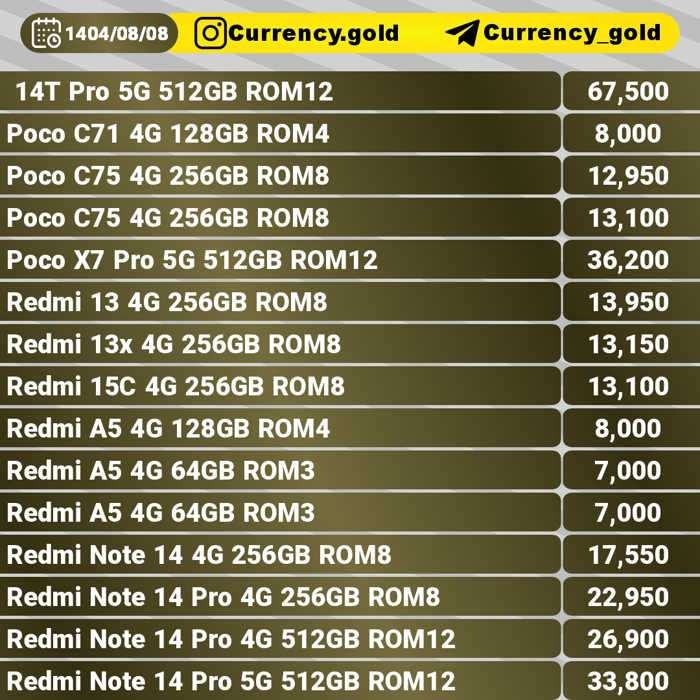 1404/08/08 Currency.gold Currency_gold
14T Pro 5G 512GB ROM12 67,500
Poco C71 4G 128GB ROM4 8,000
Poco C75 4G 256GB ROM8 12,950
Poco C75 4G 256GB ROM8 13,100
Poco X7 Pro 5G 512GB ROM12 36,200
Redmi 13 4G 256GB ROM8 13,950
Redmi 13x 4G 256GB ROM8 13,150
Redmi 15C 4G 256GB ROM8 13,100
Redmi A5 4G 128GB ROM4 8,000
Redmi A5 4G 64GB ROM3 7,000
Redmi A5 4G 64GB ROM3 7,000
Redmi Note 14 4G 256GB ROM8 17,550
Redmi Note 14 Pro 4G 256GB ROM8 22,950
Redmi Note 14 Pro 4G 512GB ROM12 26,900
Redmi Note 14 Pro 5G 512GB ROM12 33,800